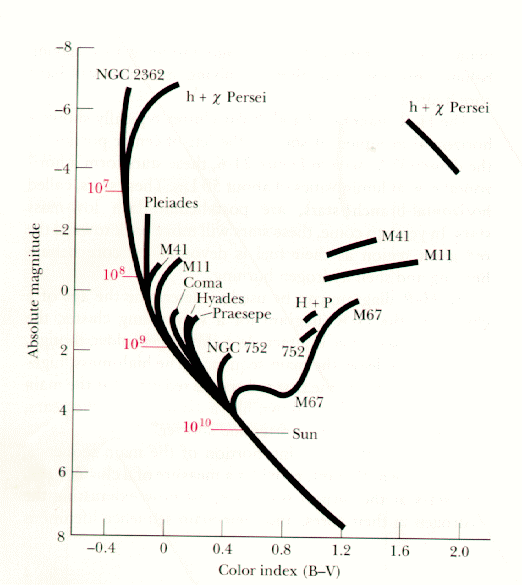 −8
NGC 2362
h + χ Persei
h + χ Persei
−6
−4
10⁷
Pleiades
−2
M41
M41
M11
M11
10⁸
Coma
0
Hyades
H + P
Praesepe
M67
10⁹
NGC 752
752
2
M67
4
10¹⁰
Sun
6
8
Absolute magnitude
−0.4 0 0.4 0.8 1.2 1.6 2.0
Color index (B–V)